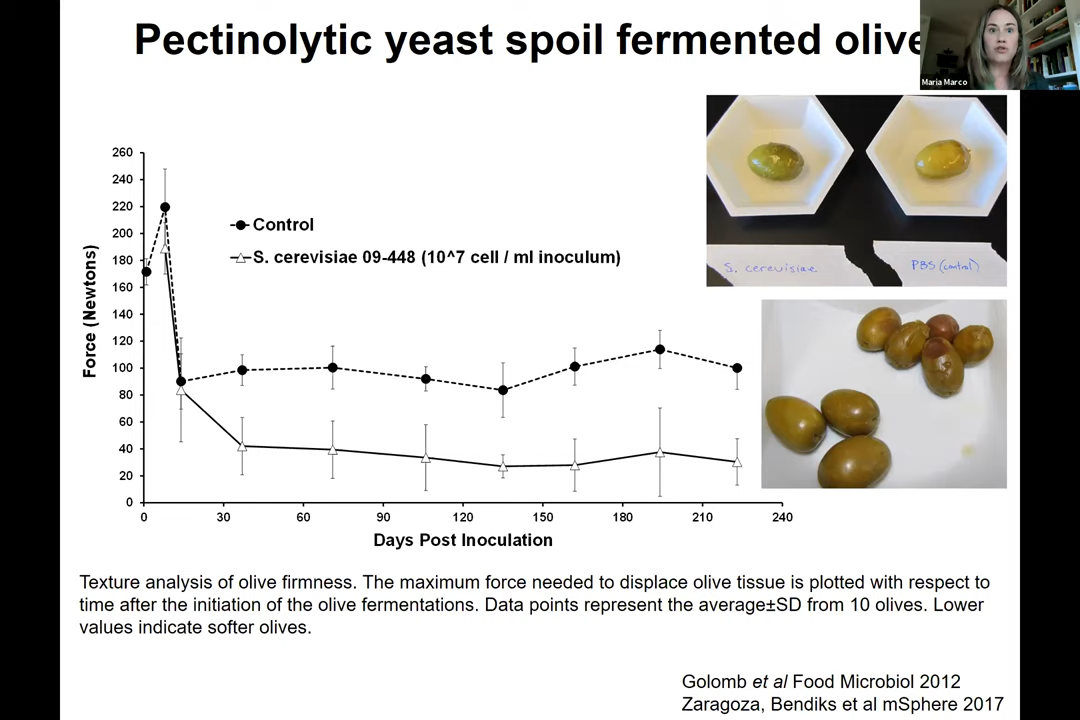 Pectinolytic yeast spoil fermented olive
Maria Marco
260
240
220
200
180
160
140
120
100
80
60
40
20
0
Force (Newtons)
Control
S. cerevisiae 09-448 (10^7 cell / ml inoculum)
0 30 60 90 120 150 180 210 240
Days Post Inoculation
S. cerevisiae
PBS (control)
Texture analysis of olive firmness. The maximum force needed to displace olive tissue is plotted with respect to
time after the initiation of the olive fermentations. Data points represent the average±SD from 10 olives. Lower
values indicate softer olives.
Golomb et al Food Microbiol 2012
Zaragoza, Bendiks et al mSphere 2017